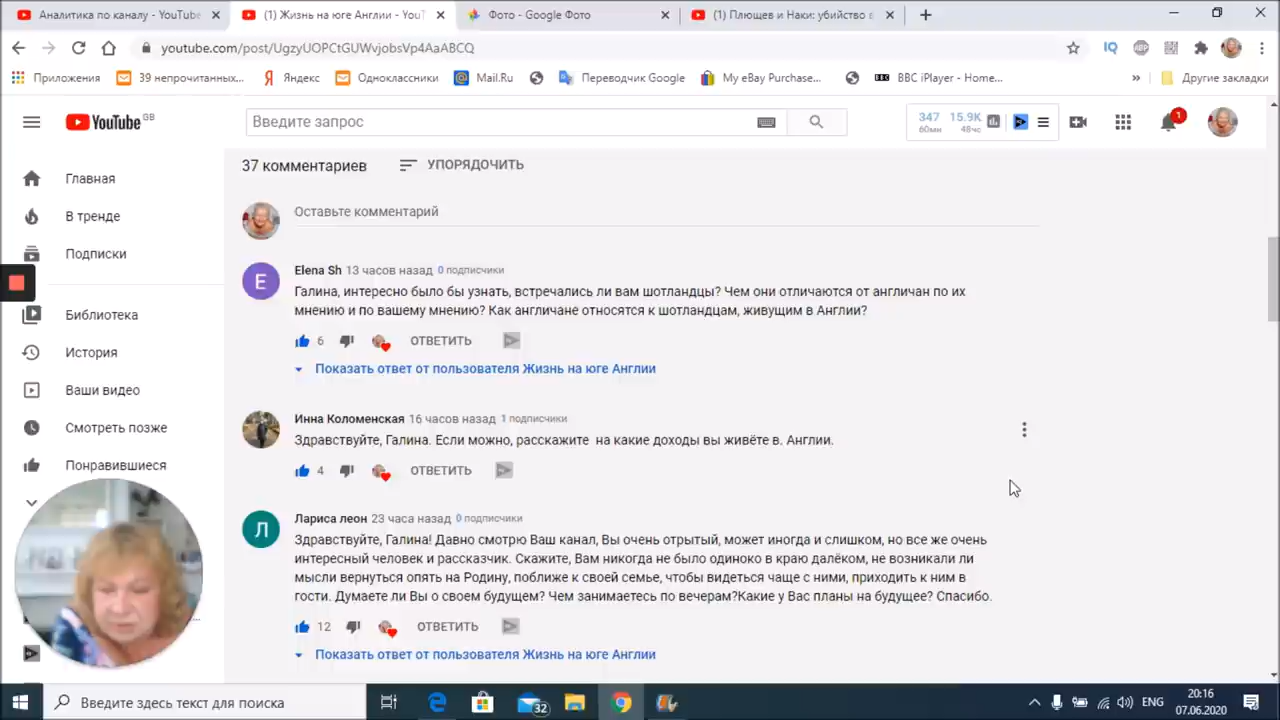 Аналитика по каналу - YouTube
(1) Жизнь на юге Англии - YouT
Фото - Google Фото
(1) Плющев и Наки: убийство в
youtube.com/post/UgzyUOPCtGUWvjobsVp4AaABCQ
IQ
ABP
Приложения
39 непрочитанных...
Яндекс
Одноклассники
Mail.Ru
Переводчик Google
My eBay Purchase...
BBC iPlayer - Home...
»
Другие закладки
YouTube GB
Введите запрос
347 60мн
15.9K 48чс
1
Главная
В тренде
Подписки
Библиотека
История
Ваши видео
Смотреть позже
Понравившиеся
37 комментариев УПОРЯДОЧИТЬ
Оставьте комментарий
E
Elena Sh 13 часов назад 0 подписчики
Галина, интересно было бы узнать, встречались ли вам шотландцы? Чем они отличаются от англичан по их
мнению и по вашему мнению? Как англичане относятся к шотландцам, живущим в Англии?
6 ОТВЕТИТЬ
Показать ответ от пользователя Жизнь на юге Англии
Инна Коломенская 16 часов назад 1 подписчики
Здравствуйте, Галина. Если можно, расскажите на какие доходы вы живёте в. Англии.
4 ОТВЕТИТЬ
Л
Лариса леон 23 часа назад 0 подписчики
Здравствуйте, Галина! Давно смотрю Ваш канал, Вы очень отрытый, может иногда и слишком, но все же очень
интересный человек и рассказчик. Скажите, Вам никогда не было одиноко в краю далёком, не возникали ли
мысли вернуться опять на Родину, поближе к своей семье, чтобы видеться чаще с ними, приходить к ним в
гости. Думаете ли Вы о своем будущем? Чем занимаетесь по вечерам?Какие у Вас планы на будущее? Спасибо.
12 ОТВЕТИТЬ
Показать ответ от пользователя Жизнь на юге Англии
Введите здесь текст для поиска
32
ENG
20:16
07.06.2020